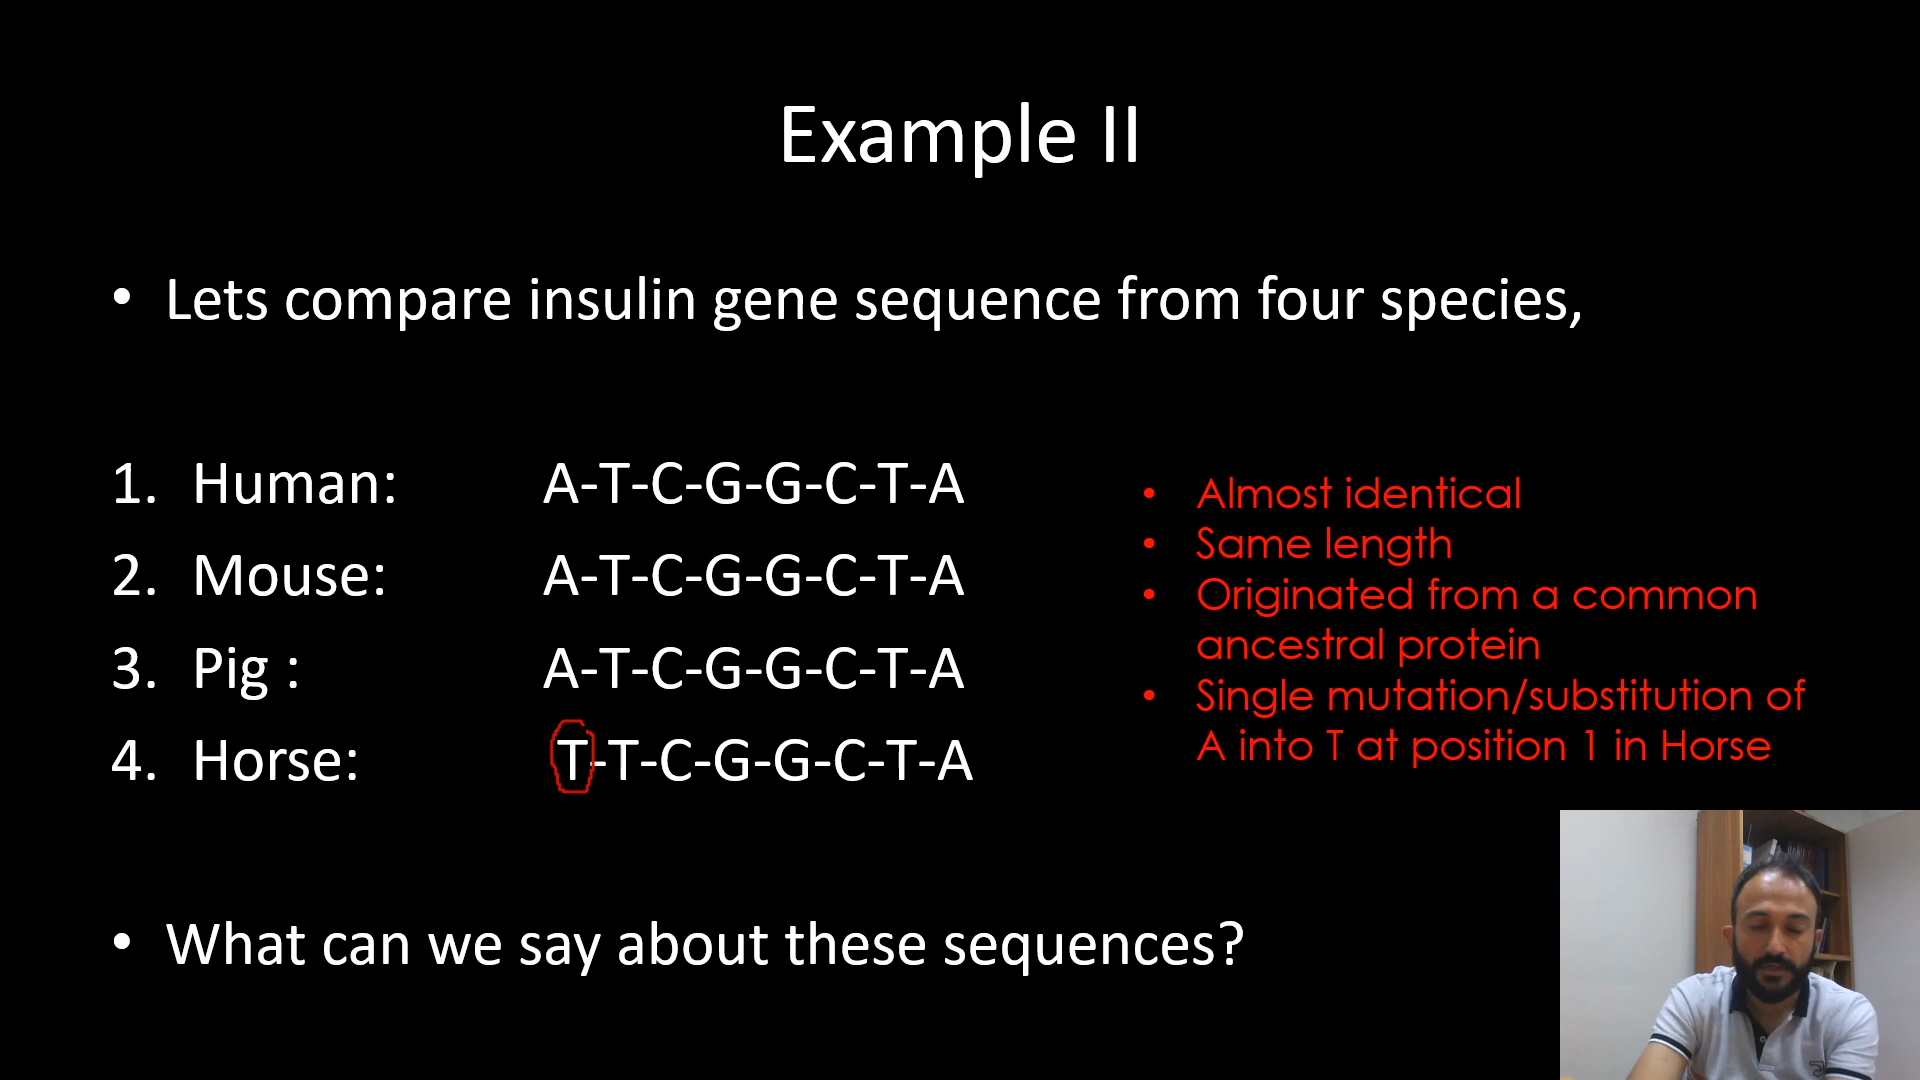 Example II
• Lets compare insulin gene sequence from four species,
1. Human: A-T-C-G-G-C-T-A
2. Mouse: A-T-C-G-G-C-T-A
3. Pig : A-T-C-G-G-C-T-A
4. Horse: T-T-C-G-G-C-T-A
• Almost identical
• Same length
• Originated from a common
ancestral protein
• Single mutation/substitution of
A into T at position 1 in Horse
• What can we say about these sequences?